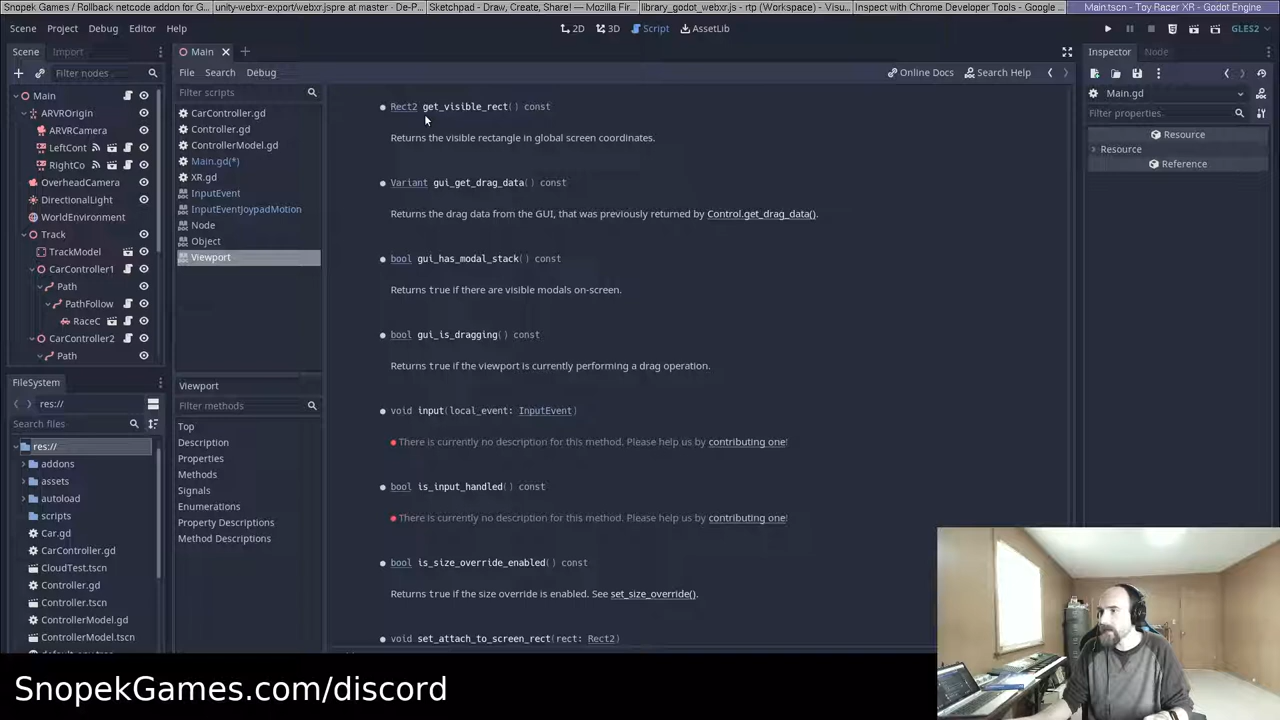 Snopek Games / Rollback netcode addon for G...
unity-webxr-export/webxr.jspre at master · De...
Sketchpad - Draw, Create, Share! — Mozilla Fir...
library_godot_webxr.js - rtp (Workspace) - Visu...
Inspect with Chrome Developer Tools - Google ...
Main.tscn - Toy Racer XR - Godot Engine
Scene Project Debug Editor Help
2D 3D Script AssetLib
GLES2
Scene Import
Filter nodes
Main
ARVROrigin
ARVRCamera
LeftCont
RightCo
OverheadCamera
DirectionalLight
WorldEnvironment
Track
TrackModel
CarController1
Path
PathFollow
RaceC
CarController2
Path
FileSystem
res://
Search files
res://
addons
assets
autoload
scripts
Car.gd
CarController.gd
CloudTest.tscn
Controller.gd
Controller.tscn
ControllerModel.gd
ControllerModel.tscn
Main
File Search Debug
Online Docs Search Help
Filter scripts
CarController.gd
Controller.gd
ControllerModel.gd
Main.gd(*)
XR.gd
InputEvent
InputEventJoypadMotion
Node
Object
Viewport
Viewport
Filter methods
Top
Description
Properties
Methods
Signals
Enumerations
Property Descriptions
Method Descriptions
Rect2 get_visible_rect() const
Returns the visible rectangle in global screen coordinates.
Variant gui_get_drag_data() const
Returns the drag data from the GUI, that was previously returned by Control.get_drag_data().
bool gui_has_modal_stack() const
Returns true if there are visible modals on-screen.
bool gui_is_dragging() const
Returns true if the viewport is currently performing a drag operation.
void input(local_event: InputEvent)
There is currently no description for this method. Please help us by contributing one!
bool is_input_handled() const
There is currently no description for this method. Please help us by contributing one!
bool is_size_override_enabled() const
Returns true if the size override is enabled. See set_size_override().
void set_attach_to_screen_rect(rect: Rect2)
Inspector Node
Main.gd
Filter properties
Resource
Resource
Reference
SnopekGames.com/discord